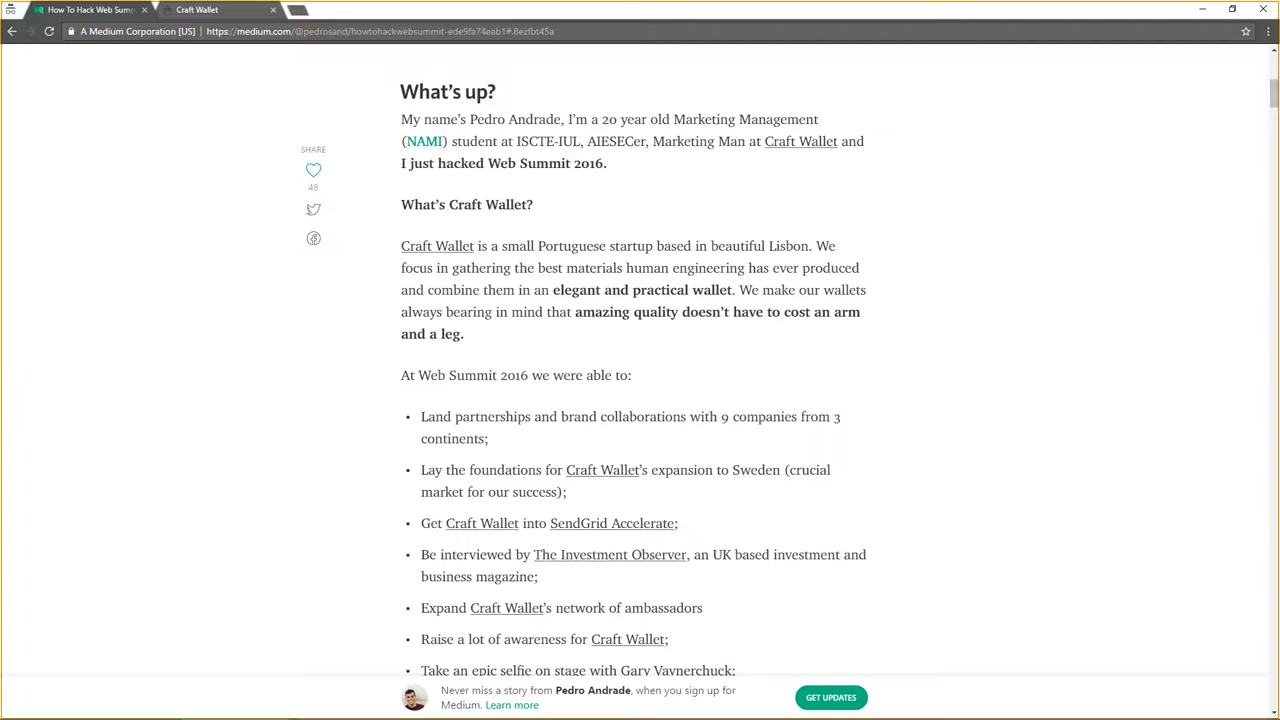 How To Hack Web Summ
Craft Wallet
A Medium Corporation [US] | https://medium.com/@pedrosand/howtohackwebsummit-ede9fa74eab1#.8ezfbt45a
What's up?
My name's Pedro Andrade, I'm a 20 year old Marketing Management
(NAMI) student at ISCTE-IUL, AIESECer, Marketing Man at Craft Wallet and
I just hacked Web Summit 2016.
SHARE
48
What's Craft Wallet?
Craft Wallet is a small Portuguese startup based in beautiful Lisbon. We
focus in gathering the best materials human engineering has ever produced
and combine them in an elegant and practical wallet. We make our wallets
always bearing in mind that amazing quality doesn't have to cost an arm
and a leg.
At Web Summit 2016 we were able to:
• Land partnerships and brand collaborations with 9 companies from 3
continents;
• Lay the foundations for Craft Wallet's expansion to Sweden (crucial
market for our success);
• Get Craft Wallet into SendGrid Accelerate;
• Be interviewed by The Investment Observer, an UK based investment and
business magazine;
• Expand Craft Wallet's network of ambassadors
• Raise a lot of awareness for Craft Wallet;
• Take an epic selfie on stage with Gary Vaynerchuck;
Never miss a story from Pedro Andrade, when you sign up for
Medium. Learn more
GET UPDATES